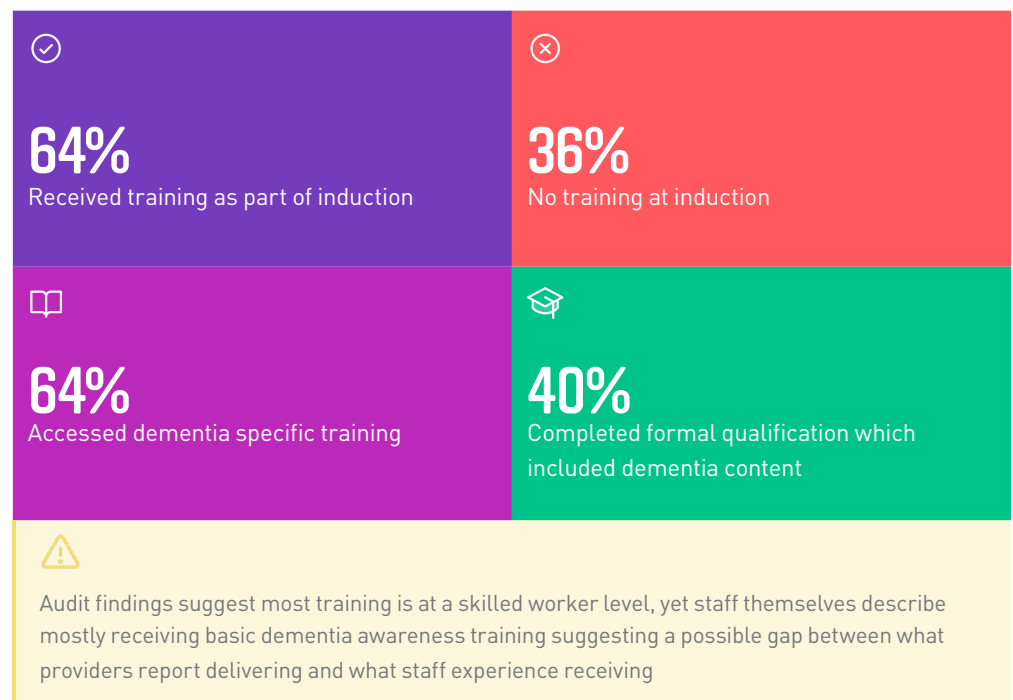 64%
Received training as part of induction
36%
No training at induction
64%
Accessed dementia specific training
40%
Completed formal qualification which
included dementia content
Audit findings suggest most training is at a skilled worker level, yet staff themselves describe
mostly receiving basic dementia awareness training suggesting a possible gap between what
providers report delivering and what staff experience receiving